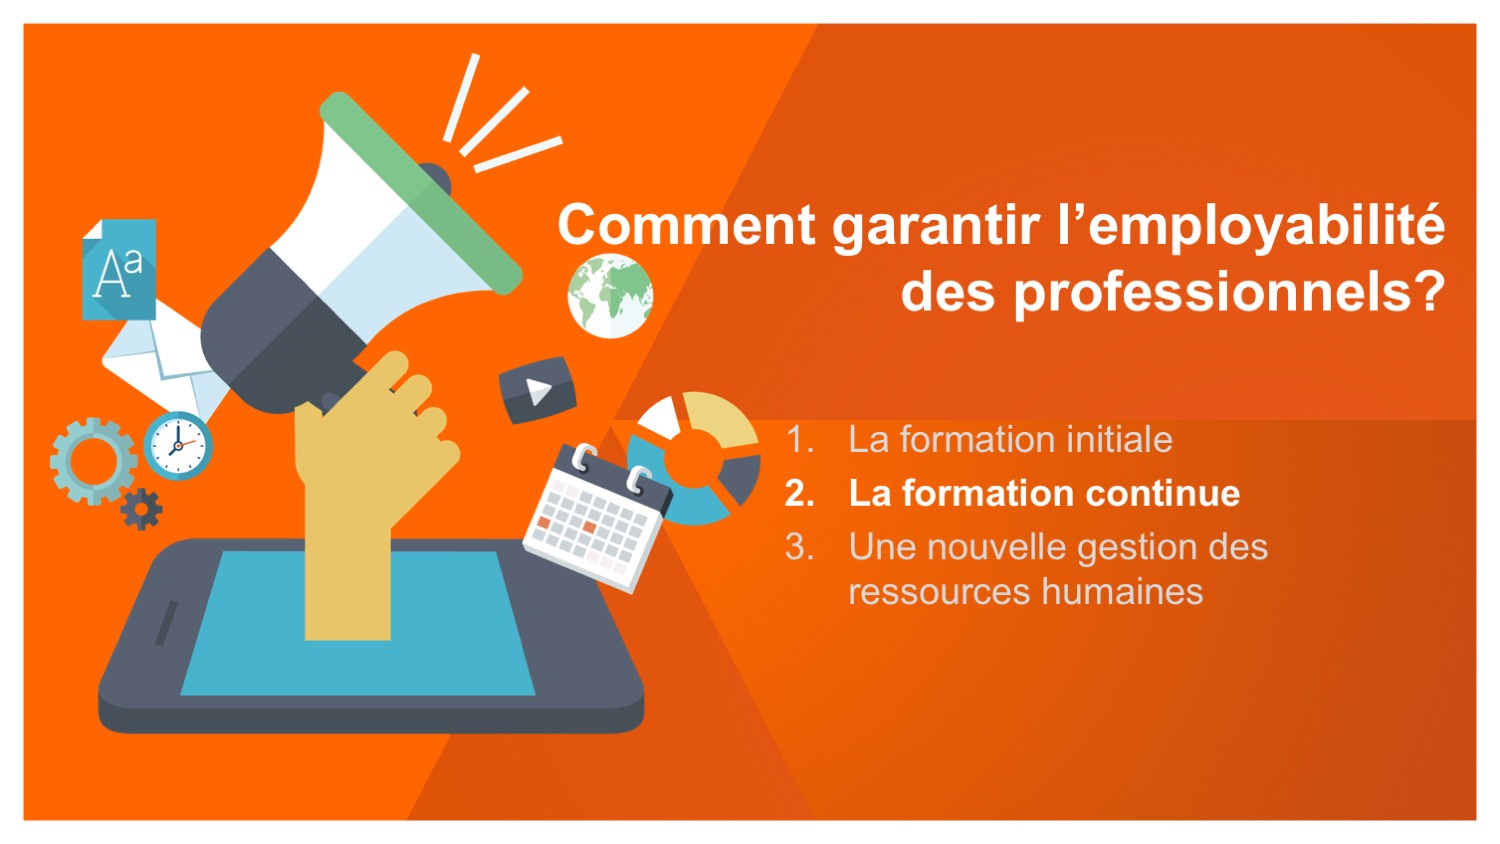 Aa
Comment garantir l’employabilité
des professionnels?
1. La formation initiale
2. La formation continue
3. Une nouvelle gestion des
ressources humaines